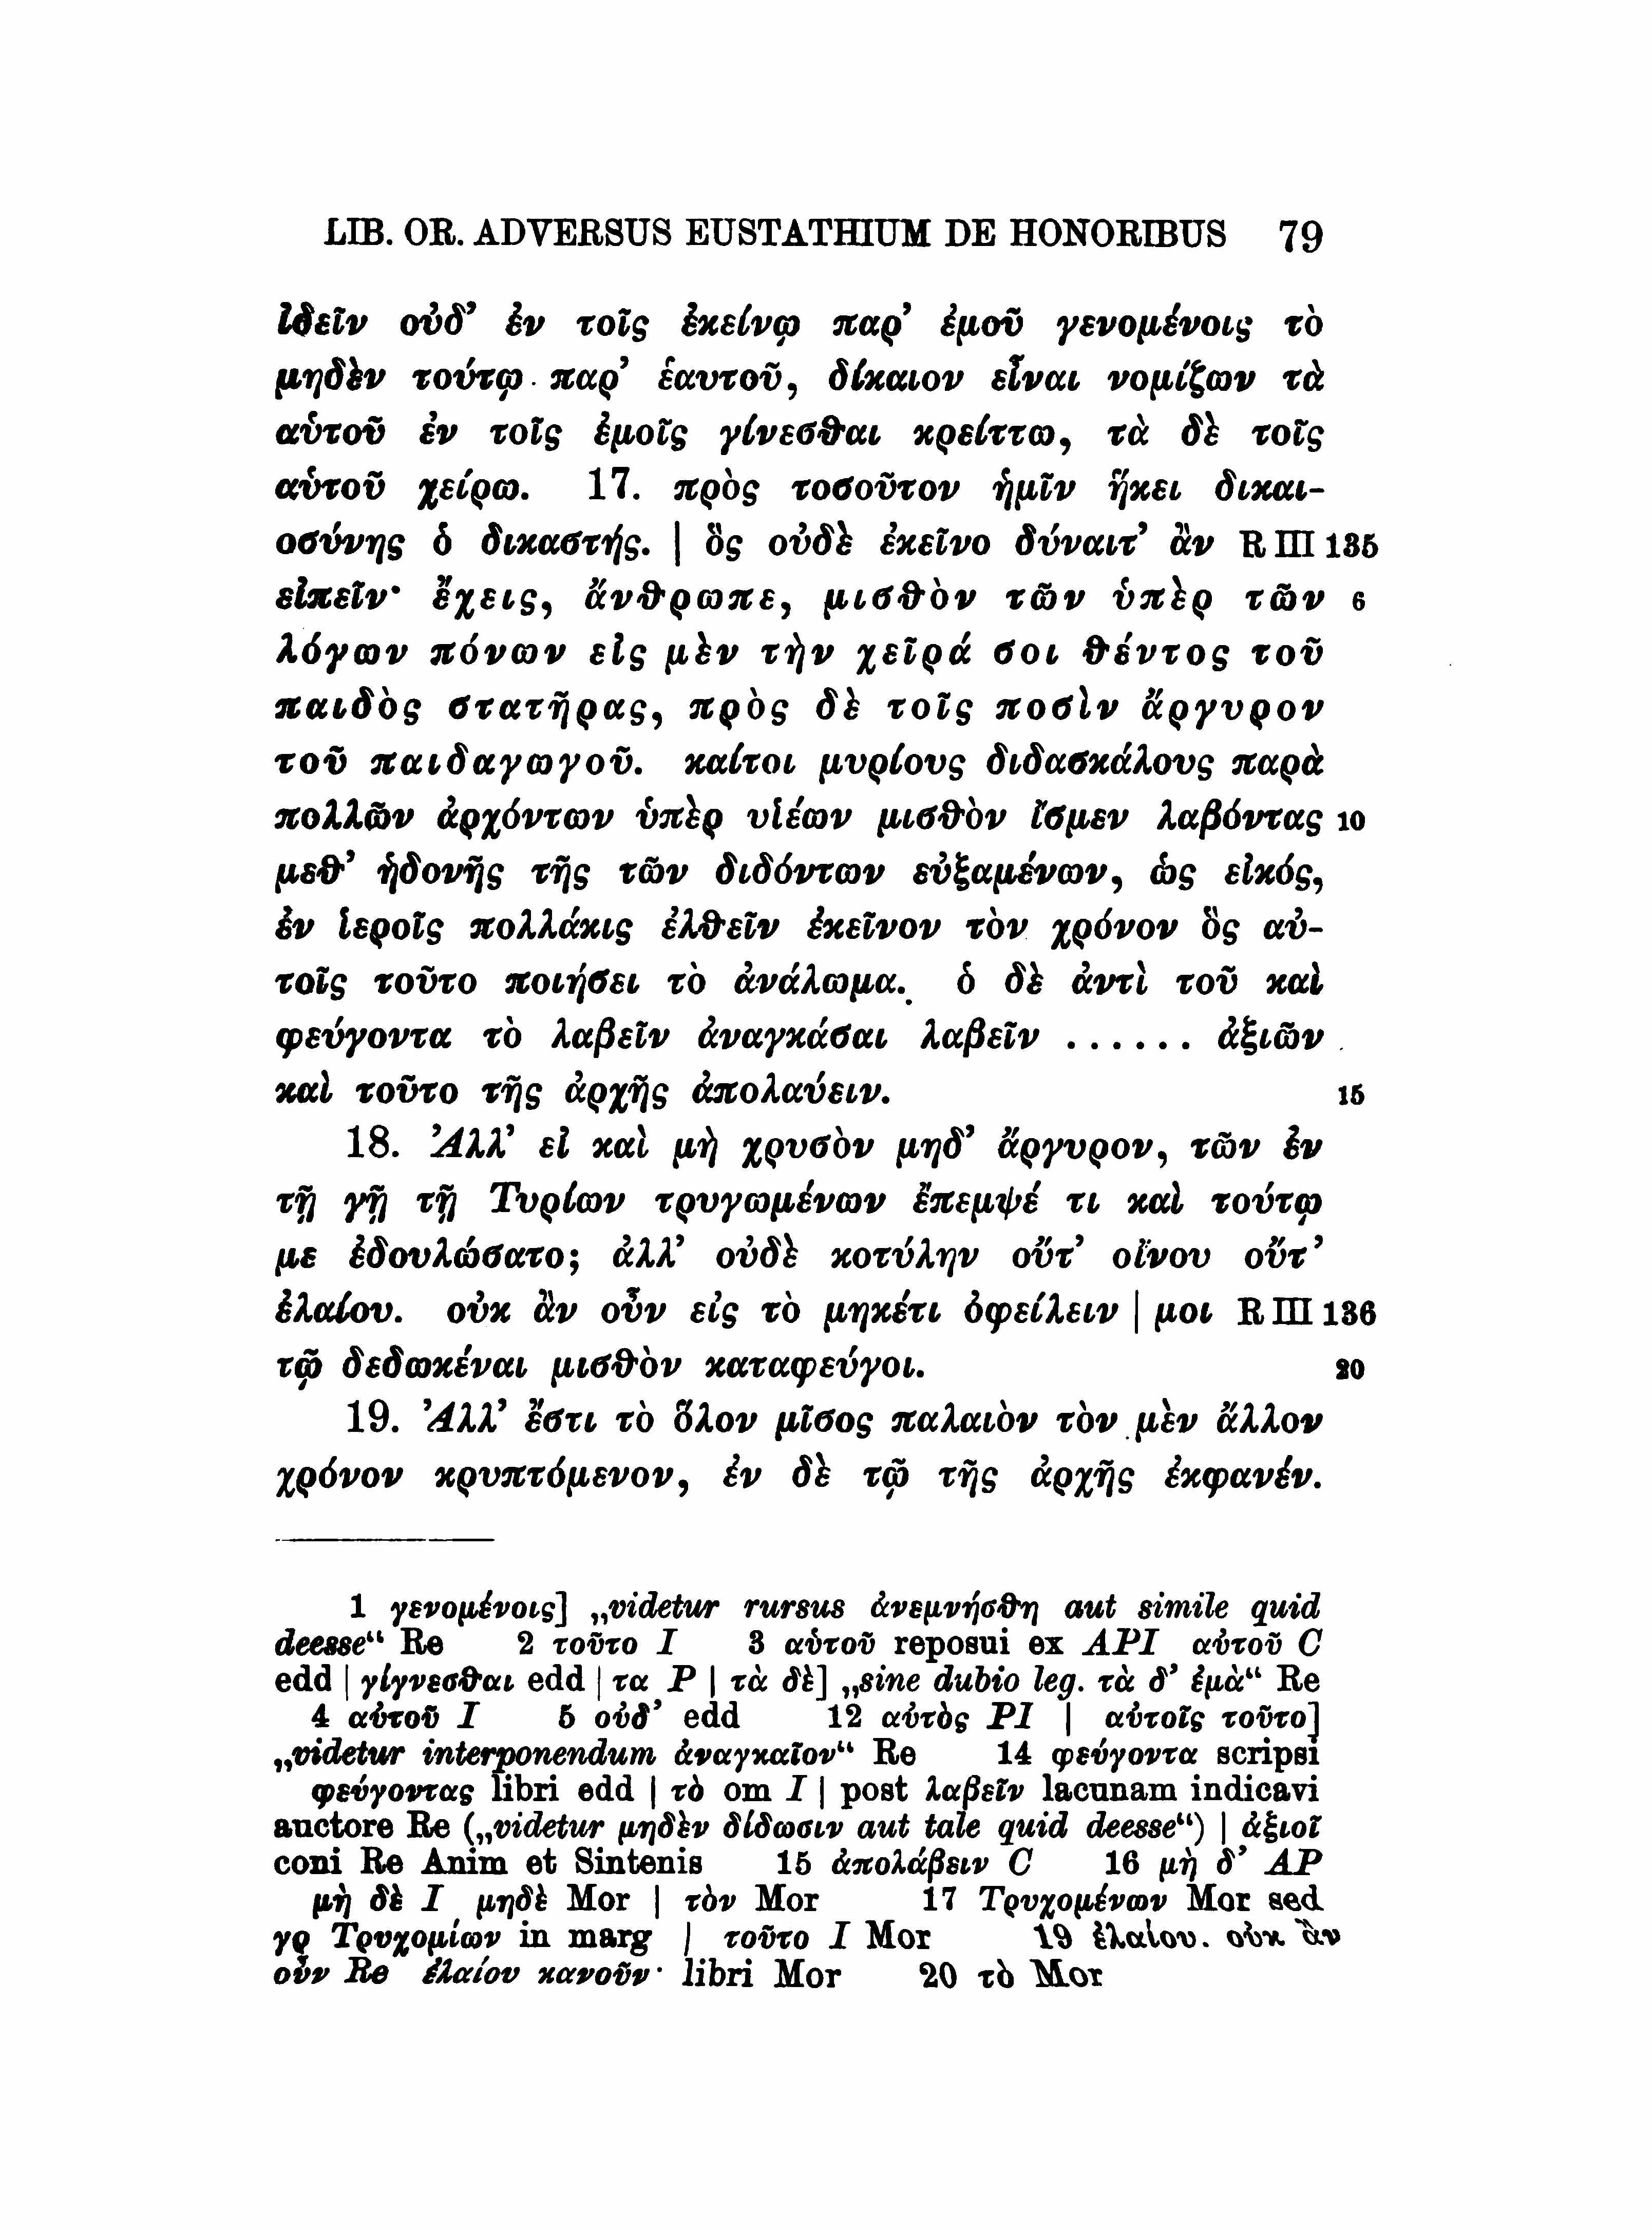 LIB. OR. ADVERSUS EUSTATHIUM DE HONORIBUS 79
ἰδεῖν οὐδ’ ἐν τοῖς ἐκείνῳ παρ’ ἐμοῦ γενομένοις τὸ
μηδὲν τούτῳ παρ’ ἑαυτοῦ, δίκαιον εἶναι νομίζων τὰ
αὑτοῦ ἐν τοῖς ἐμοῖς γίνεσθαι κρείττω, τὰ δὲ τοῖς
αὑτοῦ χείρω. 17. πρὸς τοσοῦτον ἡμῖν ἥκει δικαι-
οσύνης ὁ δικαστής. | ὃς οὐδὲ ἐκεῖνο δύναιτ’ ἂν R III 135
εἰπεῖν· ἔχεις, ἄνθρωπε, μισθὸν τῶν ὑπὲρ τῶν 6
λόγων πόνων εἰς μὲν τὴν χεῖρά σοι θέντος τοῦ
παιδὸς στατῆρας, πρὸς δὲ τοῖς ποσὶν ἄργυρον
τοῦ παιδαγωγοῦ. καίτοι μυρίους διδασκάλους παρὰ
πολλῶν ἀρχόντων ὑπὲρ υἱέων μισθὸν ἴσμεν λαβόντας 10
μεθ’ ἡδονῆς τῆς τῶν διδόντων εὐξαμένων, ὡς εἰκός,
ἐν ἱεροῖς πολλάκις ἐλθεῖν ἐκεῖνον τὸν χρόνον ὃς αὐ-
τοῖς τοῦτο ποιήσει τὸ ἀνάλωμα. ὁ δὲ ἀντὶ τοῦ καὶ
φεύγοντα τὸ λαβεῖν ἀναγκάσαι λαβεῖν ...... ἀξιῶν
καὶ τοῦτο τῆς ἀρχῆς ἀπολαύειν. 15
18. Ἀλλ’ εἰ καὶ μὴ χρυσὸν μηδ’ ἄργυρον, τῶν ἐν
τῇ γῇ τῇ Τυρίων τρυγωμένων ἔπεμψέ τι καὶ τούτῳ
με ἐδουλώσατο; ἀλλ’ οὐδὲ κοτύλην οὔτ’ οἴνου οὔτ’
ἐλαίου. οὐκ ἂν οὖν εἰς τὸ μηκέτι ὀφείλειν | μοι R III 136
τῷ δεδωκέναι μισθὸν καταφεύγοι. 20
19. Ἀλλ’ ἔστι τὸ ὅλον μῖσος παλαιὸν τὸν μὲν ἄλλον
χρόνον κρυπτόμενον, ἐν δὲ τῷ τῆς ἀρχῆς ἐκφανέν.
1 γενομένοις] „videtur rursus ἀνεμνήσθη aut simile quid
deesse“ Re 2 τοῦτο I 3 αὑτοῦ reposui ex API αὐτοῦ C
edd | γίγνεσθαι edd | τα P | τὰ δὲ] „sine dubio leg. τὰ δ’ ἐμὰ“ Re
4 αὐτοῦ I 5 οὐδ’ edd 12 αὐτὸς PI | αὐτοῖς τοῦτο]
„videtur interponendum ἀναγκαῖον“ Re 14 φεύγοντα scripsi
φεύγοντας libri edd | τὸ om I | post λαβεῖν lacunam indicavi
auctore Re („videtur μηδὲν δίδωσιν aut tale quid deesse“) | ἀξιοῖ
coni Re Anim et Sintenis 15 ἀπολάβειν C 16 μὴ δ’ AP
μὴ δὲ I μηδὲ Mor | τὸν Mor 17 Τρυχομένων Mor sed
γρ Τρυχομίων in marg | τοῦτο I Mor 19 ἐλαίου. οὐκ ἂν
οὖν Re ἐλαίου κανοῦν· libri Mor 20 τὸ Mor